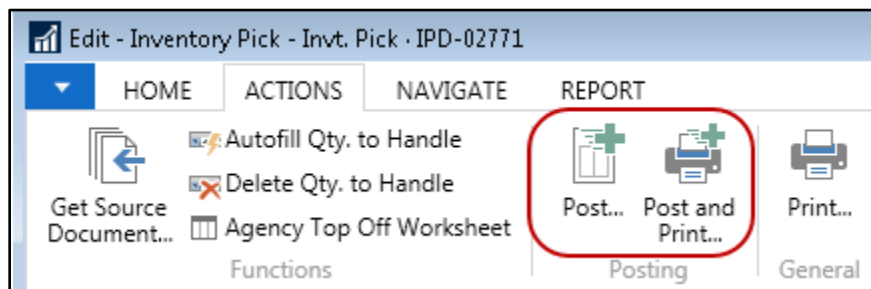 Edit - Inventory Pick - Invt. Pick · IPD-02771
HOME ACTIONS NAVIGATE REPORT
Get Source
Document...
Autofill Qty. to Handle
Delete Qty. to Handle
Agency Top Off Worksheet
Functions
Post...
Post and
Print...
Posting
Print...
General